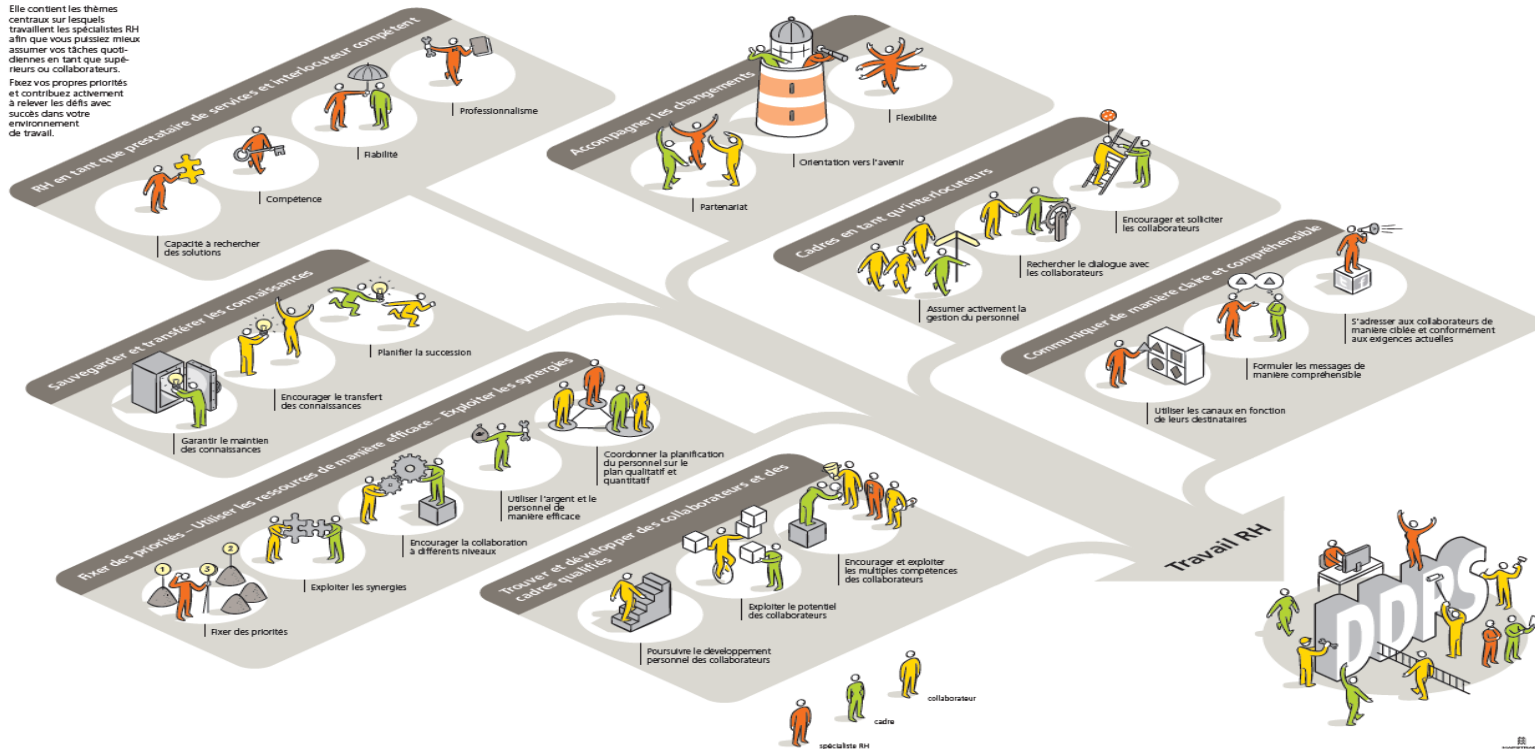 Elle contient les thèmes
centraux sur lesquels
travaillent les spécialistes RH
afin que vous puissiez mieux
assumer vos tâches quoti-
diennes en tant que supé-
rieurs ou collaborateurs.
Fixez vos propres priorités
et contribuez activement
à relever les défis avec
succès dans votre
environnement
de travail.
RH en tant que prestataire de services et interlocuteur compétent
Capacité à rechercher
des solutions
Compétence
Fiabilité
Professionnalisme
Accompagner les changements
Partenariat
Orientation vers l'avenir
Flexibilité
Cadres en tant qu'interlocuteurs
Assumer activement la
gestion du personnel
Rechercher le dialogue avec
les collaborateurs
Encourager et solliciter
les collaborateurs
Communiquer de manière claire et compréhensible
Utiliser les canaux en fonction
de leurs destinataires
Formuler les messages de
manière compréhensible
S'adresser aux collaborateurs de
manière ciblée et conformément
aux exigences actuelles
Sauvegarder et transférer les connaissances
Garantir le maintien
des connaissances
Encourager le transfert
des connaissances
Planifier la succession
Fixer des priorités – Utiliser les ressources de manière efficace – Exploiter les synergies
1
2
3
Fixer des priorités
Exploiter les synergies
Encourager la collaboration
à différents niveaux
Utiliser l'argent et le
personnel de
manière efficace
Coordonner la planification
du personnel sur le
plan qualitatif et
quantitatif
Trouver et développer des collaborateurs et des
cadres qualifiés
Poursuivre le développement
personnel des collaborateurs
Exploiter le potentiel
des collaborateurs
Encourager et exploiter
les multiples compétences
des collaborateurs
Travail RH
DDPS
collaborateur
cadre
spécialiste RH